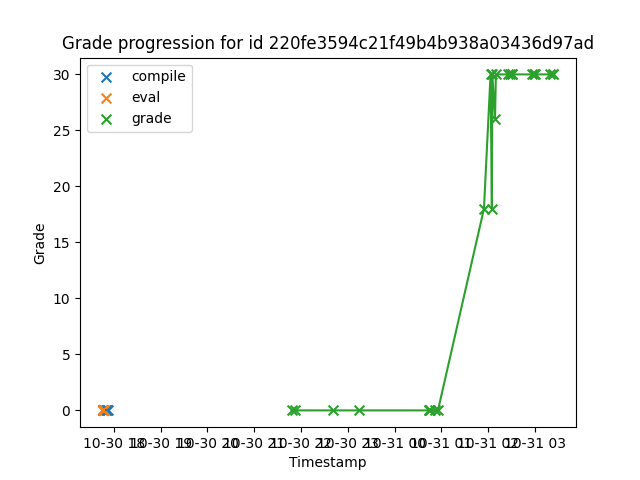 Grade progression for id 220fe3594c21f49b4b938a03436d97ad
compile
eval
grade
30
25
20
15
10
5
0
Grade
10-30 18 10-30 19 10-30 20 10-30 21 10-30 22 10-30 23 10-31 00 10-31 01 10-31 02 10-31 03
Timestamp